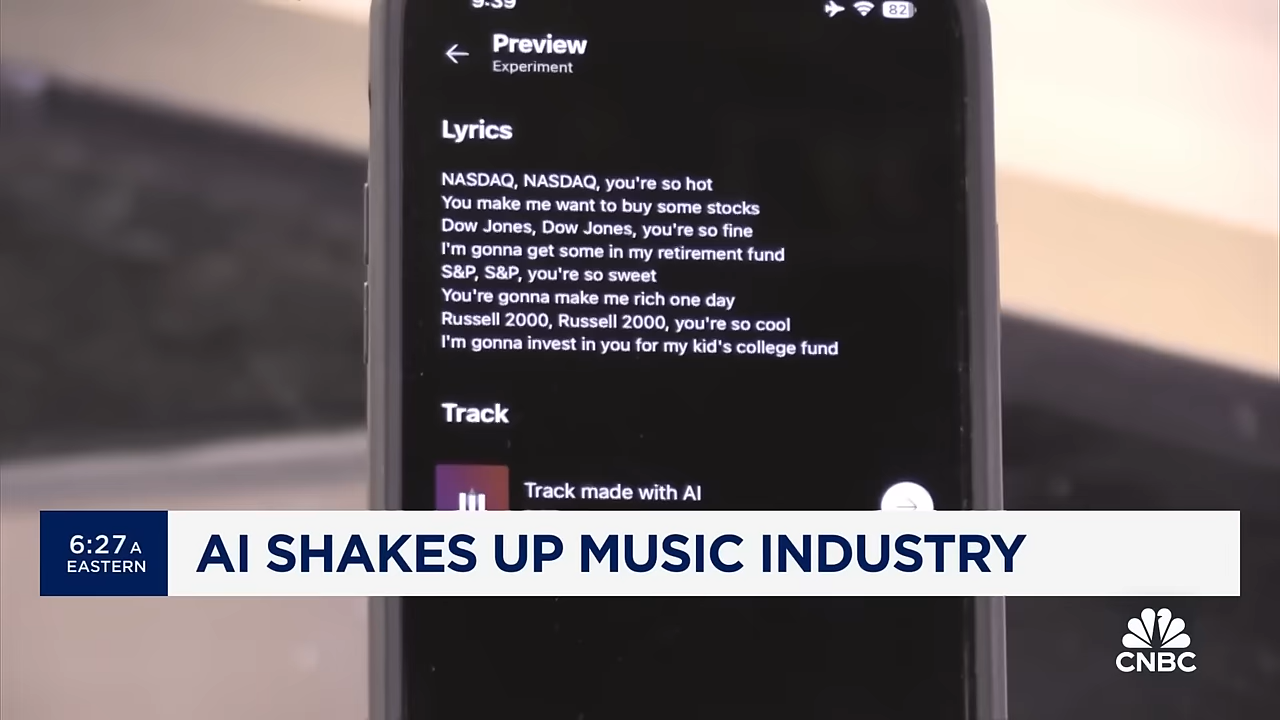 9:39
82
Preview
Experiment
Lyrics
NASDAQ, NASDAQ, you're so hot
You make me want to buy some stocks
Dow Jones, Dow Jones, you're so fine
I'm gonna get some in my retirement fund
S&P, S&P, you're so sweet
You're gonna make me rich one day
Russell 2000, Russell 2000, you're so cool
I'm gonna invest in you for my kid's college fund
Track
Track made with AI
6:27A
EASTERN
AI SHAKES UP MUSIC INDUSTRY
CNBC